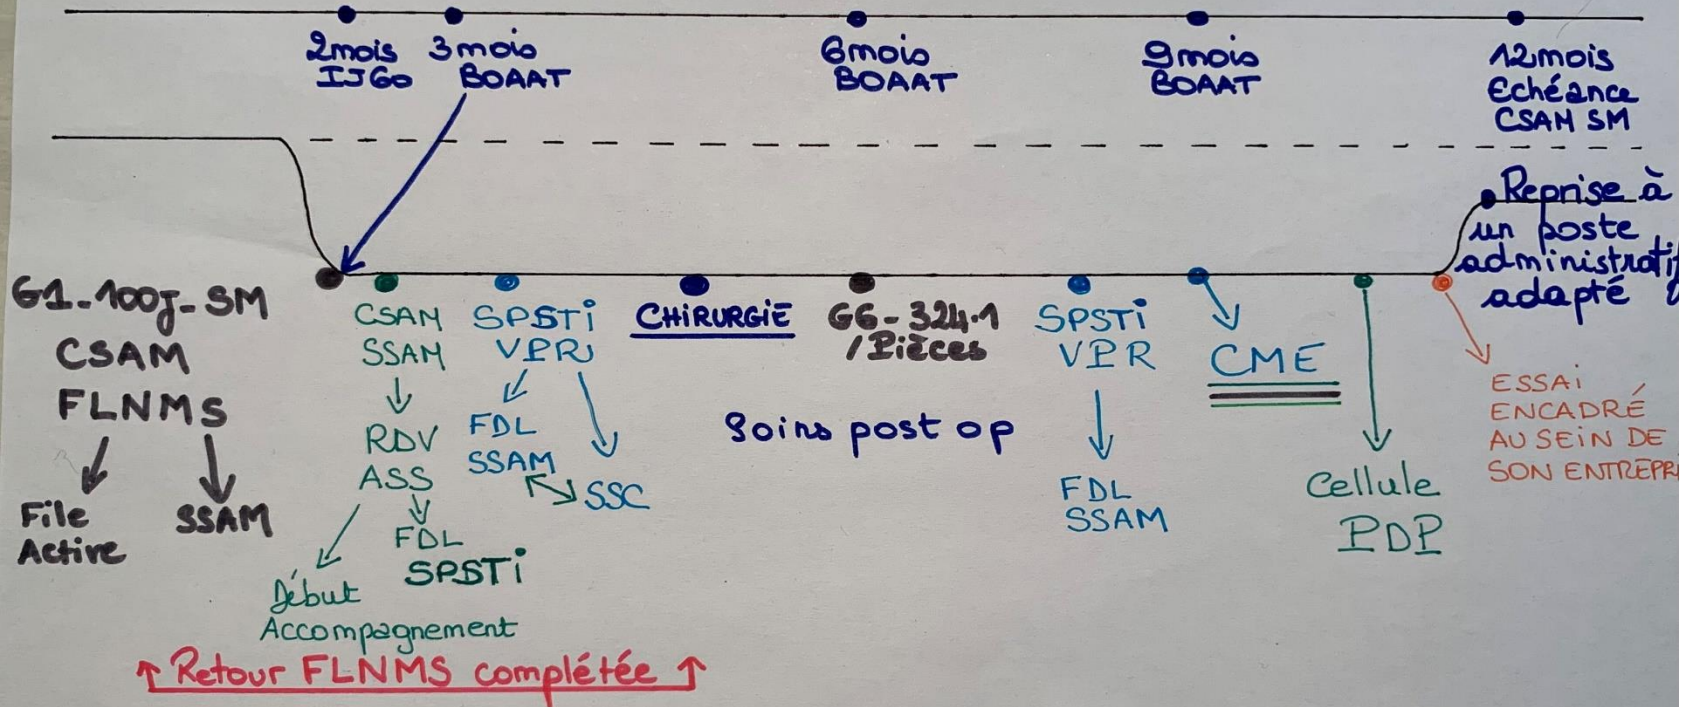 2mois
IJ60
3mois
BOAAT
6mois
BOAAT
9mois
BOAAT
12mois
Echéance
CSAM SM
Reprise à
un poste
administratif
adapté
G1-100j-SM
CSAM
FLNMS
File
Active
SSAM
CSAM
SSAM
RDV
ASS
Début
Accompagnement
FDL
SPSTi
SPSTi
VPR
FDL
SSAM
SSC
CHiRURGiE
G6-324.1
/Pièces
Soins post op
SPSTi
VPR
FDL
SSAM
CME
Cellule
PDP
ESSAi
ENCADRÉ
AU SEiN DE
SON ENTREPR
Retour FLNMS complétée